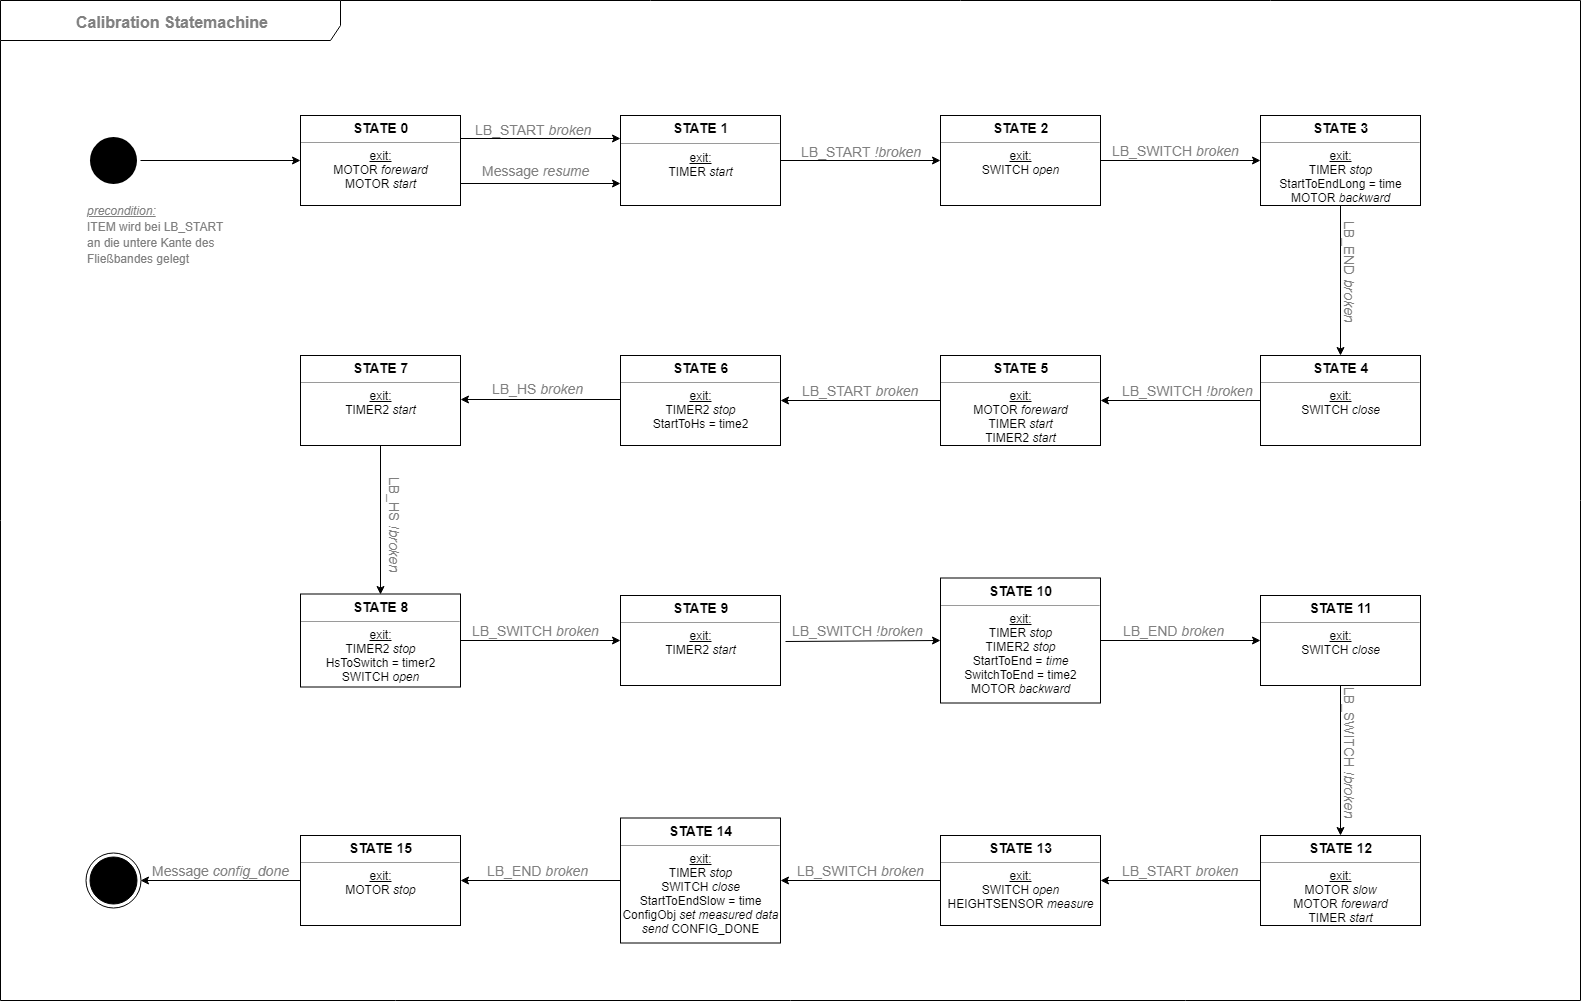 Calibration Statemachine
STATE 0
exit:
MOTOR foreward
MOTOR start
LB_START broken
Message resume
STATE 1
exit:
TIMER start
LB_START !broken
STATE 2
exit:
SWITCH open
LB_SWITCH broken
STATE 3
exit:
TIMER stop
StartToEndLong = time
MOTOR backward
precondition:
ITEM wird bei LB_START
an die untere Kante des
Fließbandes gelegt
LB_END broken
STATE 7
exit:
TIMER2 start
LB_HS broken
STATE 6
exit:
TIMER2 stop
StartToHs = time2
LB_START broken
STATE 5
exit:
MOTOR foreward
TIMER start
TIMER2 start
LB_SWITCH !broken
STATE 4
exit:
SWITCH close
LB_HS !broken
STATE 8
exit:
TIMER2 stop
HsToSwitch = timer2
SWITCH open
LB_SWITCH broken
STATE 9
exit:
TIMER2 start
LB_SWITCH !broken
STATE 10
exit:
TIMER stop
TIMER2 stop
StartToEnd = time
SwitchToEnd = time2
MOTOR backward
LB_END broken
STATE 11
exit:
SWITCH close
LB_SWITCH !broken
Message config_done
STATE 15
exit:
MOTOR stop
LB_END broken
STATE 14
exit:
TIMER stop
SWITCH close
StartToEndSlow = time
ConfigObj set measured data
send CONFIG_DONE
LB_SWITCH broken
STATE 13
exit:
SWITCH open
HEIGHTSENSOR measure
LB_START broken
STATE 12
exit:
MOTOR slow
MOTOR foreward
TIMER start